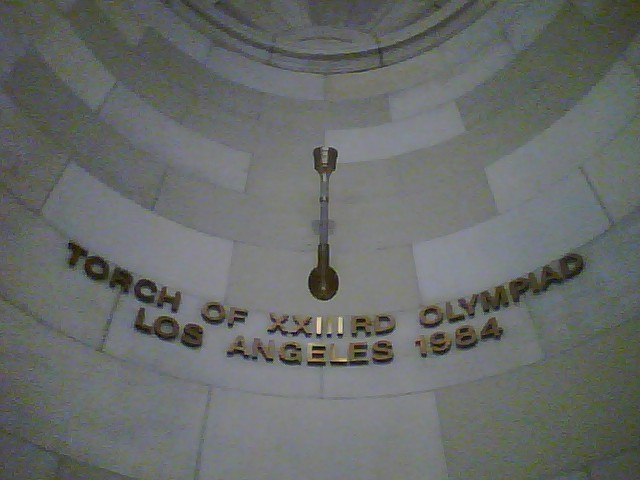 TORCH OF XXIIIRD OLYMPIAD
LOS ANGELES 1984